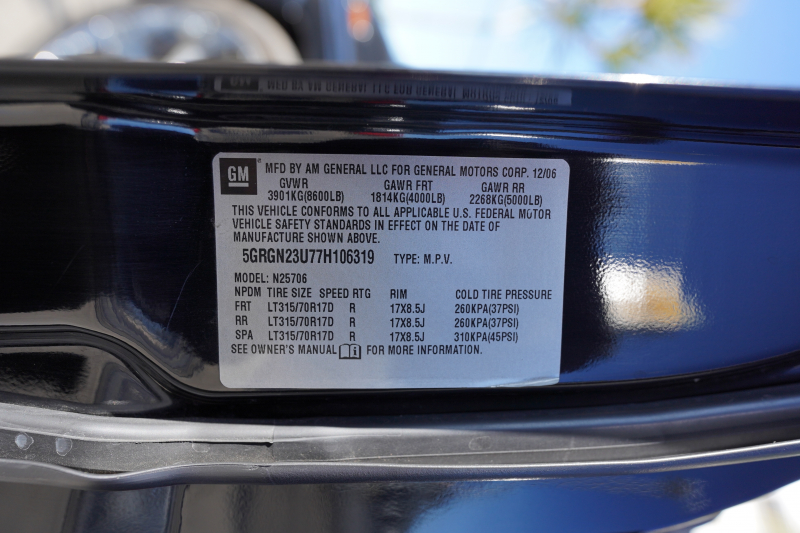 GM MFD BY AM GENERAL LLC FOR GENERAL MOTORS CORP. 12/06
GVWR GAWR FRT GAWR RR
3901KG(8600LB) 1814KG(4000LB) 2268KG(5000LB)
THIS VEHICLE CONFORMS TO ALL APPLICABLE U.S. FEDERAL MOTOR
VEHICLE SAFETY STANDARDS IN EFFECT ON THE DATE OF
MANUFACTURE SHOWN ABOVE.
5GRGN23U77H106319 TYPE: M.P.V.
MODEL: N25706
NPDM TIRE SIZE SPEED RTG RIM COLD TIRE PRESSURE
FRT LT315/70R17D R 17X8.5J 260KPA(37PSI)
RR LT315/70R17D R 17X8.5J 260KPA(37PSI)
SPA LT315/70R17D R 17X8.5J 310KPA(45PSI)
SEE OWNER'S MANUAL FOR MORE INFORMATION.